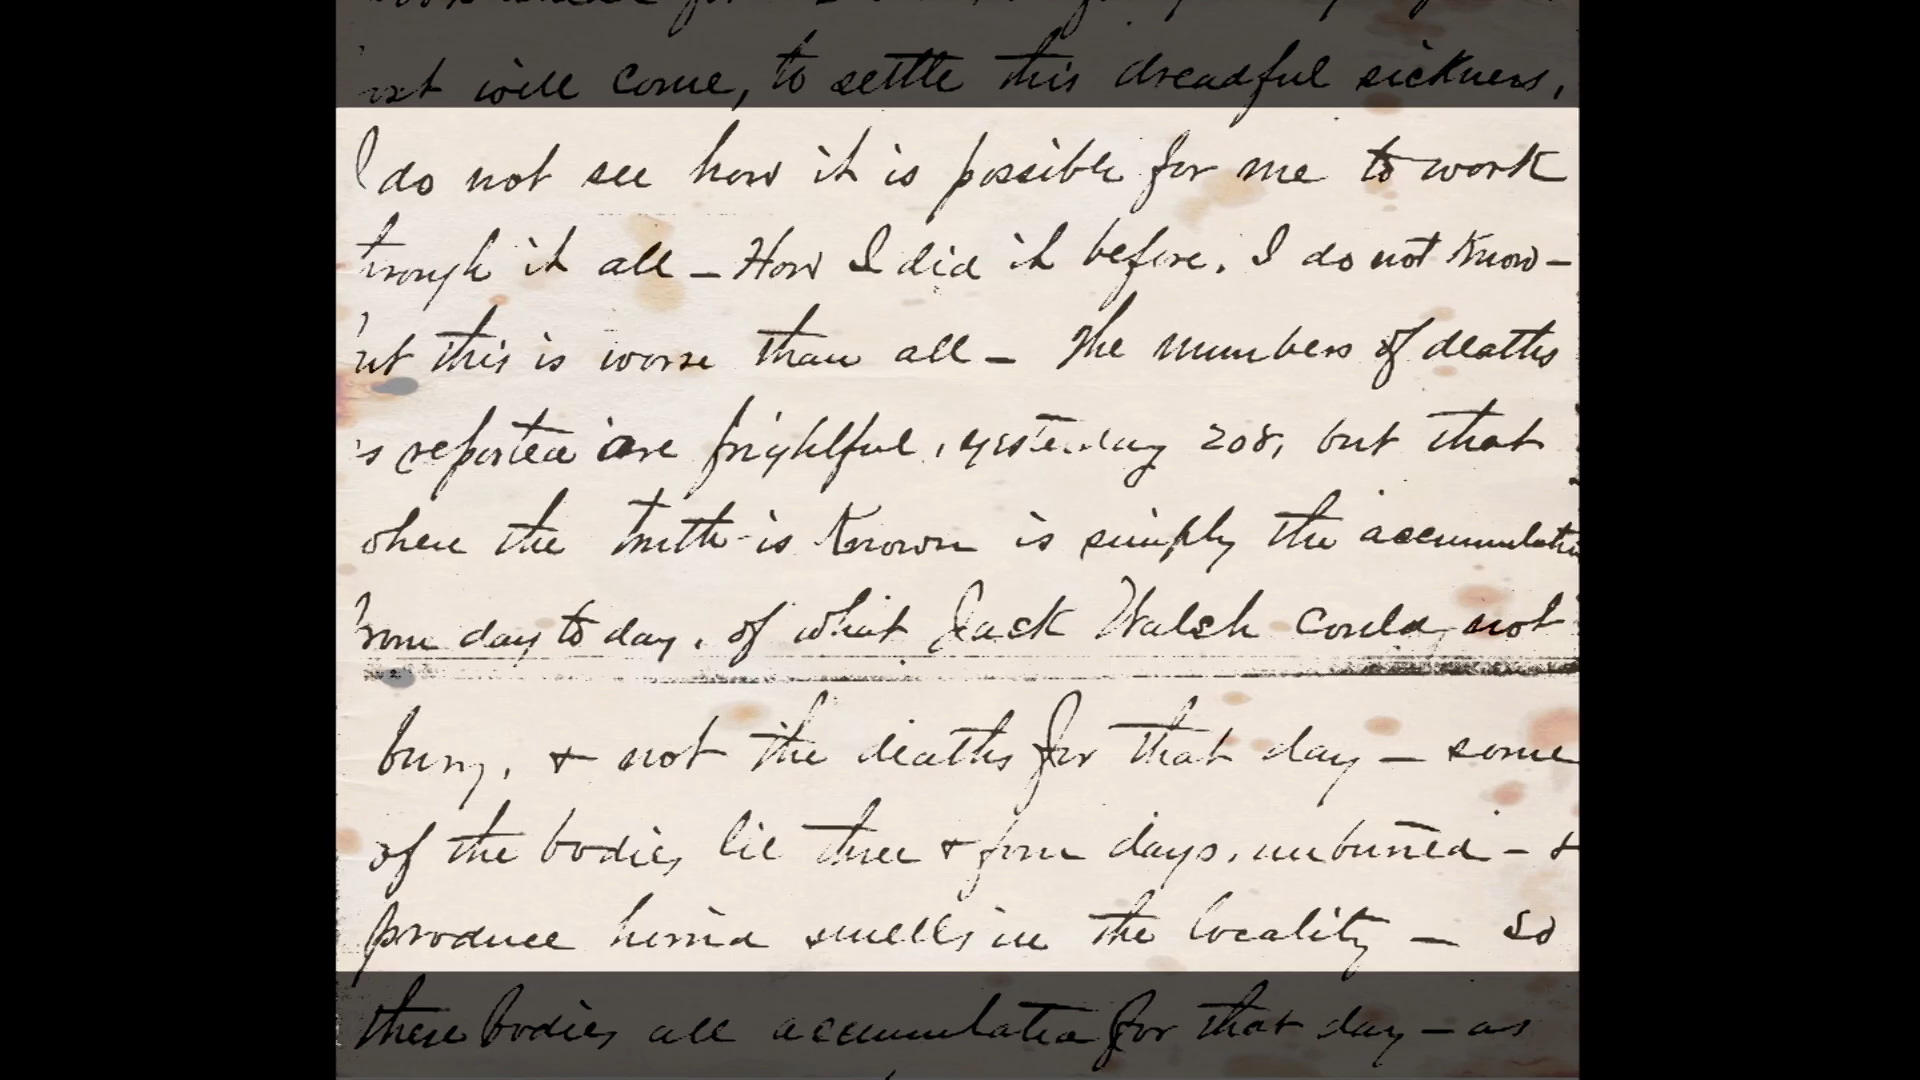 will come, to settle this dreadful sickness,
I do not see how it is possible for me to work
through it all – How I did it before, I do not know –
but this is worse than all – The numbers of deaths
as reported are frightful, yesterday 208, but that
when the truth is known is simply the accumulation
from day to day, of what Jack Walsh could not
bury, & not the deaths for that day – some
of the bodies lie three & four days, unburied – &
produce horrid smells in the locality – So
these bodies all accumulated for that day – as